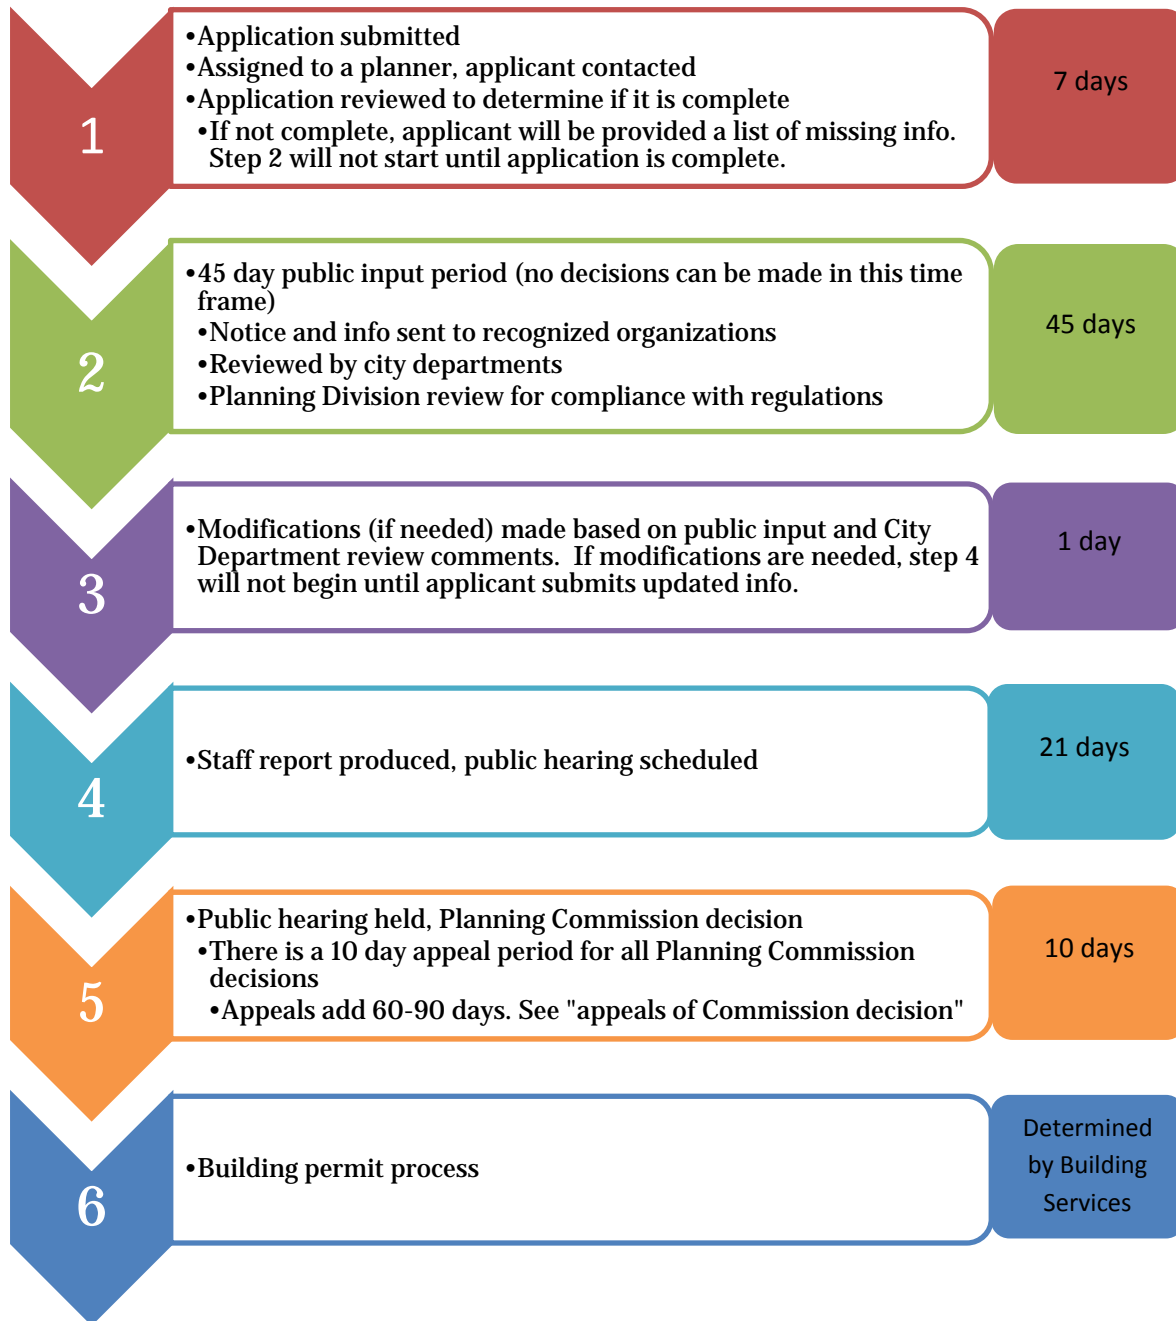 1
•Application submitted
•Assigned to a planner, applicant contacted
•Application reviewed to determine if it is complete
•If not complete, applicant will be provided a list of missing info.
Step 2 will not start until application is complete.
7 days
2
•45 day public input period (no decisions can be made in this time
frame)
•Notice and info sent to recognized organizations
•Reviewed by city departments
•Planning Division review for compliance with regulations
45 days
3
•Modifications (if needed) made based on public input and City
Department review comments.  If modifications are needed, step 4
will not begin until applicant submits updated info.
1 day
4
•Staff report produced, public hearing scheduled
21 days
5
•Public hearing held, Planning Commission decision
•There is a 10 day appeal period for all Planning Commission
decisions
•Appeals add 60-90 days. See "appeals of Commission decision"
10 days
6
•Building permit process
Determined
by Building
Services